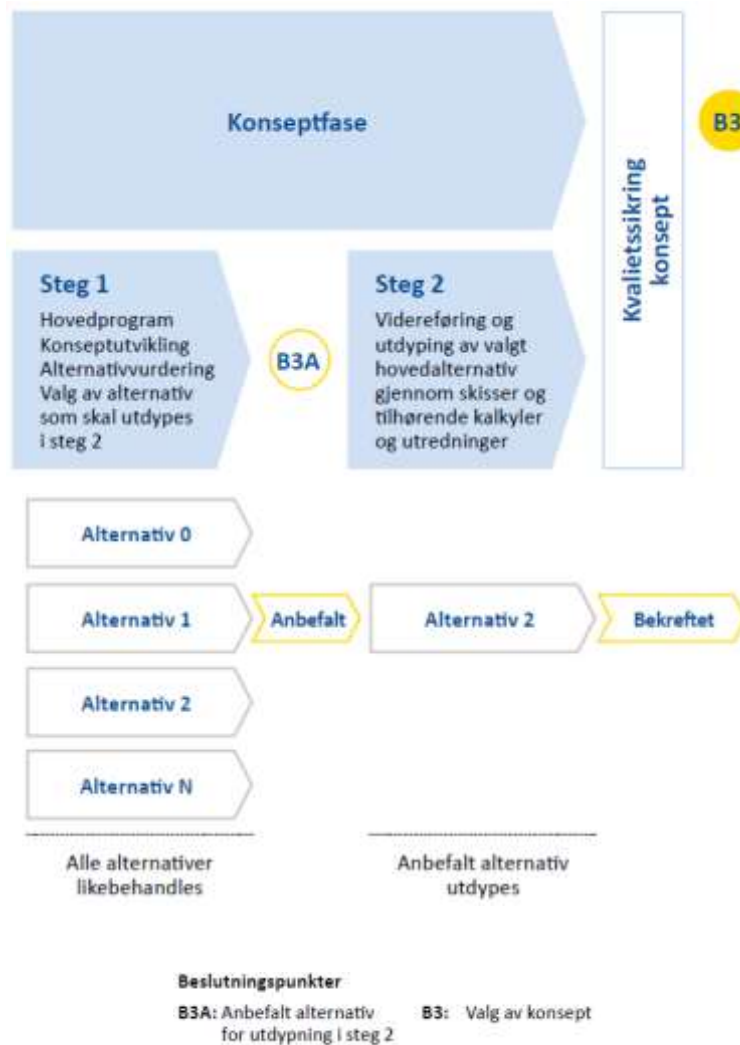 Konseptfase
Kvalietssikring
konsept
B3
Steg 1
Hovedprogram
Konseptutvikling
Alternativvurdering
Valg av alternativ
som skal utdypes
i steg 2
B3A
Steg 2
Videreføring og
utdyping av valgt
hovedalternativ
gjennom skisser og
tilhørende kalkyler
og utredninger
Alternativ 0
Alternativ 1
Anbefalt
Alternativ 2
Bekreftet
Alternativ 2
Alternativ N
Alle alternativer
likebehandles
Anbefalt alternativ
utdypes
Beslutningspunkter
B3A: Anbefalt alternativ
for utdypning i steg 2
B3: Valg av konsept